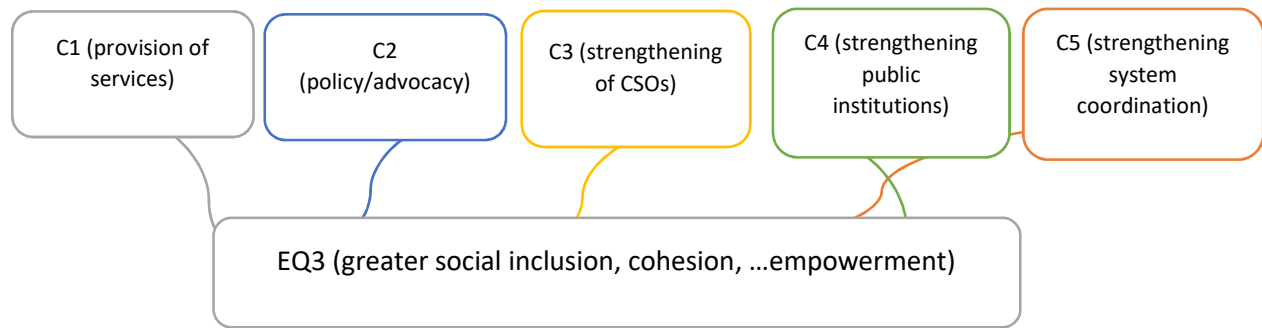 C1 (provision of
services)
C2
(policy/advocacy)
C3 (strengthening
of CSOs)
C4 (strengthening
public
institutions)
C5 (strengthening
system
coordination)
EQ3 (greater social inclusion, cohesion, …empowerment)